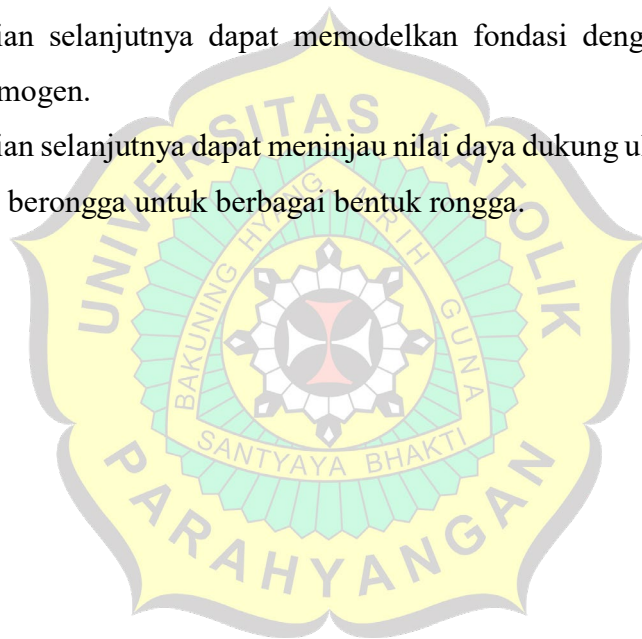 ian selanjutnya dapat memodelkan fondasi deng
mogen.
ian selanjutnya dapat meninjau nilai daya dukung u
berongga untuk berbagai bentuk rongga.
UNIVERSITAS KATOLIK
BAKUNING HYANG MRIH GUNA
SANTYAYA BHAKTI
PARAHYANGAN